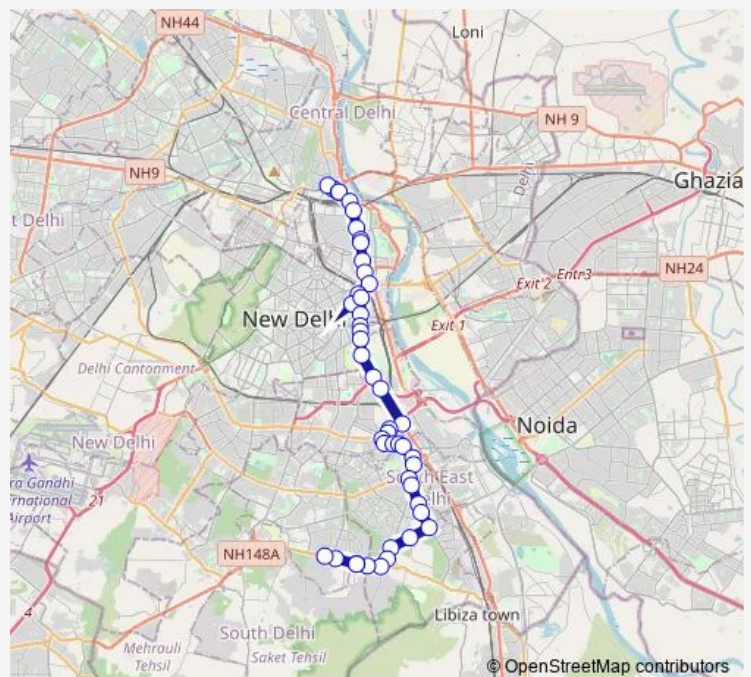 NH44
Loni
Central Delhi
NH 9
NH9
Delhi
Ghazia
t Delhi
NH24
Exit 2
Entr3
New Delhi
Exit 1
Delhi Cantonment
Noida
New Delhi
ra Gandhi
rnational
Airport
21
South East
Delhi
NH148A
4
Libiza town
South Delhi
Mehrauli
Tehsil
Saket Tehsil
© OpenStreetMap contributors